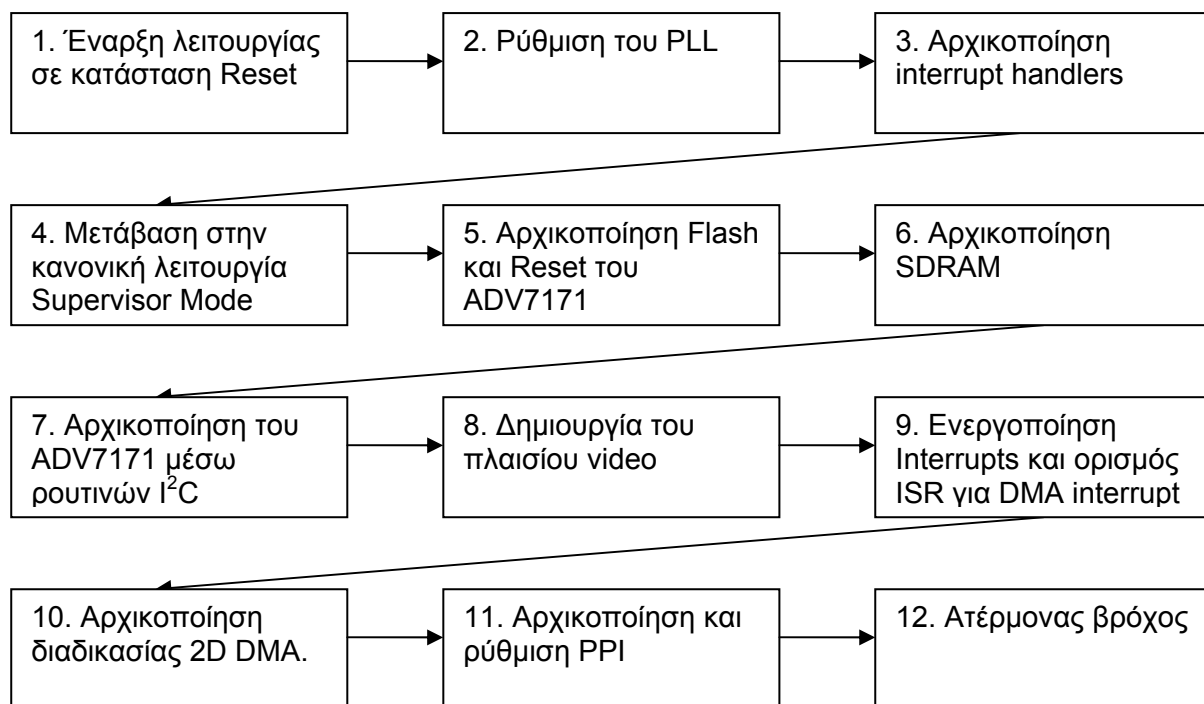 1. Έναρξη λειτουργίας
σε κατάσταση Reset
2. Ρύθμιση του PLL
3. Αρχικοποίηση
interrupt handlers
4. Μετάβαση στην
κανονική λειτουργία
Supervisor Mode
5. Αρχικοποίηση Flash
και Reset του
ADV7171
6. Αρχικοποίηση
SDRAM
7. Αρχικοποίηση του
ADV7171 μέσω
ρουτινών I²C
8. Δημιουργία του
πλαισίου video
9. Ενεργοποίηση
Interrupts και ορισμός
ISR για DMA interrupt
10. Αρχικοποίηση
διαδικασίας 2D DMA.
11. Αρχικοποίηση και
ρύθμιση PPI
12. Ατέρμονας βρόχος